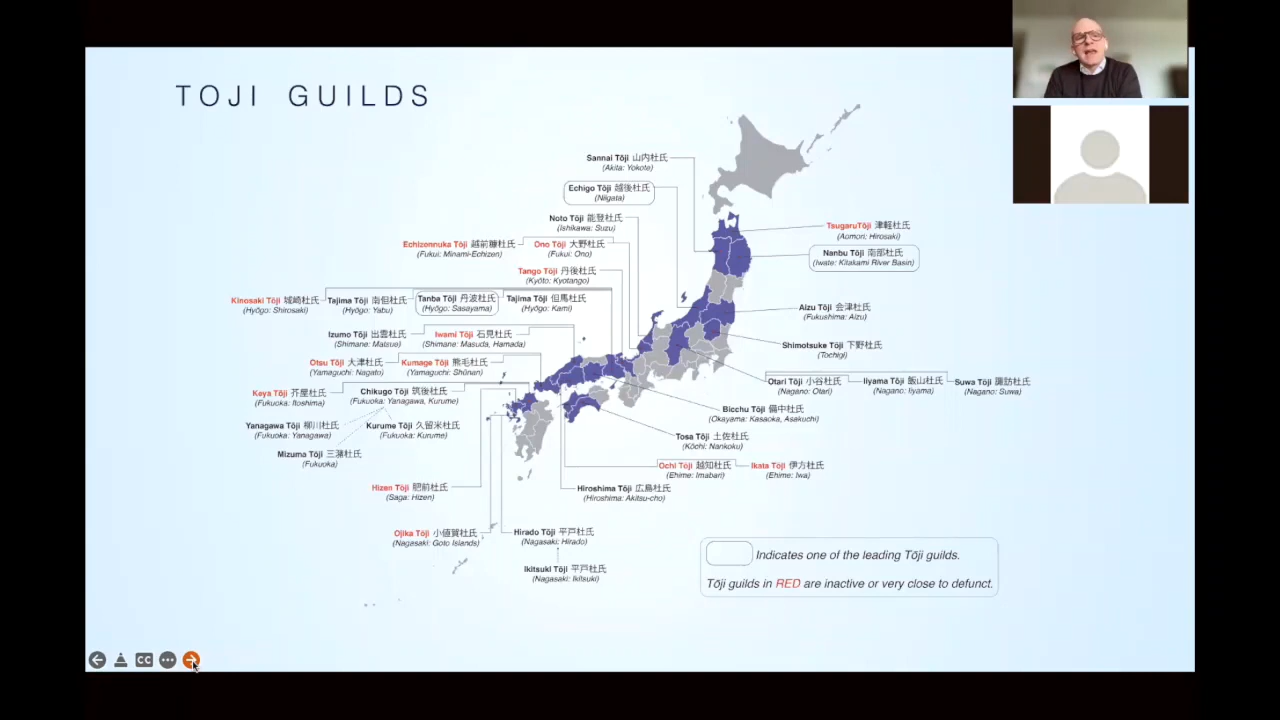 TOJI GUILDS
Sannai Tōji 山内杜氏
(Akita: Yokote)
Echigo Tōji 越後杜氏
(Niigata)
Noto Tōji 能登杜氏
(Ishikawa: Suzu)
TsugaruTōji 津軽杜氏
(Aomori: Hirosaki)
Echizennuka Tōji 越前糠杜氏
(Fukui: Minami-Echizen)
Ono Tōji 大野杜氏
(Fukui: Ono)
Nanbu Tōji 南部杜氏
(Iwate: Kitakami River Basin)
Tango Tōji 丹後杜氏
(Kyōto: Kyotango)
Kinosaki Tōji 城崎杜氏
(Hyōgo: Shirosaki)
Tajima Tōji 南但杜氏
(Hyōgo: Yabu)
Tanba Tōji 丹波杜氏
(Hyōgo: Sasayama)
Tajima Tōji 但馬杜氏
(Hyōgo: Kami)
Aizu Tōji 会津杜氏
(Fukushima: Aizu)
Izumo Tōji 出雲杜氏
(Shimane: Matsue)
Iwami Tōji 石見杜氏
(Shimane: Masuda, Hamada)
Shimotsuke Tōji 下野杜氏
(Tochigi)
Otsu Tōji 大津杜氏
(Yamaguchi: Nagato)
Kumage Tōji 熊毛杜氏
(Yamaguchi: Shūnan)
Otari Tōji 小谷杜氏
(Nagano: Otari)
Iiyama Tōji 飯山杜氏
(Nagano: Iiyama)
Suwa Tōji 諏訪杜氏
(Nagano: Suwa)
Keya Tōji 芥屋杜氏
(Fukuoka: Itoshima)
Chikugo Tōji 筑後杜氏
(Fukuoka: Yanagawa, Kurume)
Bicchu Tōji 備中杜氏
(Okayama: Kasaoka, Asakuchi)
Yanagawa Tōji 柳川杜氏
(Fukuoka: Yanagawa)
Kurume Tōji 久留米杜氏
(Fukuoka: Kurume)
Tosa Tōji 土佐杜氏
(Kōchi: Nankoku)
Mizuma Tōji 三潴杜氏
(Fukuoka)
Ochi Tōji 越知杜氏
(Ehime: Imabari)
Ikata Tōji 伊方杜氏
(Ehime: Iwa)
Hizen Tōji 肥前杜氏
(Saga: Hizen)
Hiroshima Tōji 広島杜氏
(Hiroshima: Akitsu-cho)
Ojika Tōji 小値賀杜氏
(Nagasaki: Goto Islands)
Hirado Tōji 平戸杜氏
(Nagasaki: Hirado)
Ikitsuki Tōji 平戸杜氏
(Nagasaki: Ikitsuki)
Indicates one of the leading Tōji guilds.
Tōji guilds in RED are inactive or very close to defunct.
CC